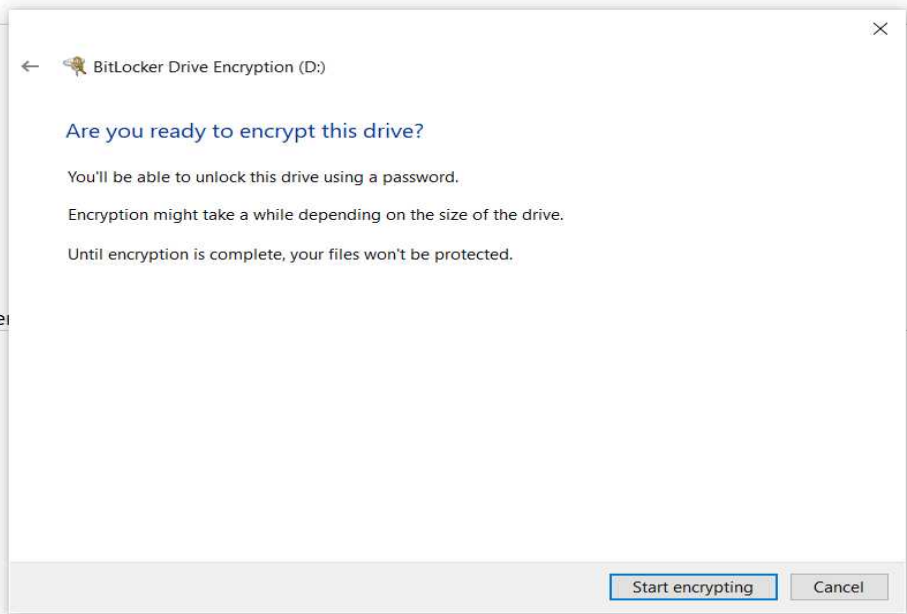 BitLocker Drive Encryption (D:)
Are you ready to encrypt this drive?
You'll be able to unlock this drive using a password.
Encryption might take a while depending on the size of the drive.
Until encryption is complete, your files won't be protected.
Start encrypting
Cancel